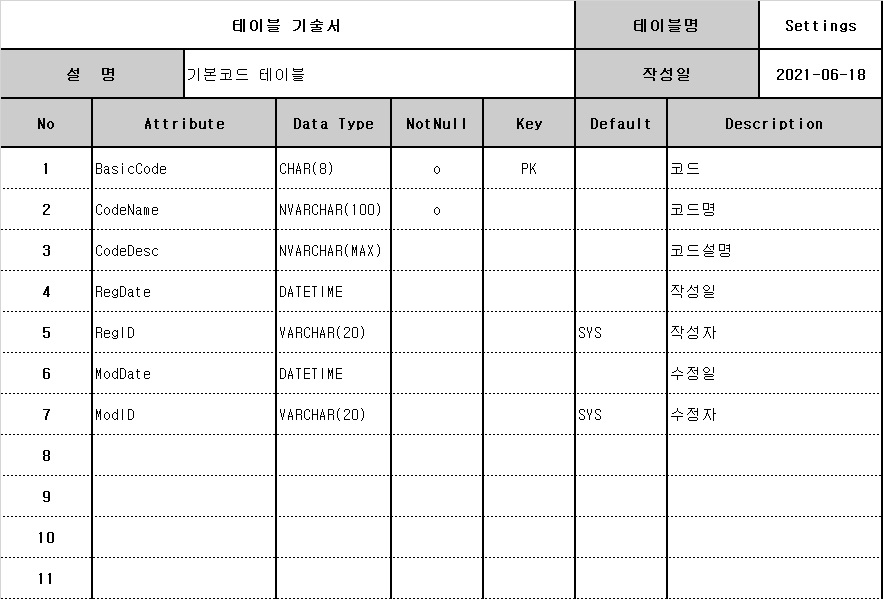 테이블 기술서 테이블명 Settings
설 명 기본코드 테이블 작성일 2021-06-18
No Attribute Data Type NotNull Key Default Description
1 BasicCode CHAR(8) o PK 코드
2 CodeName NVARCHAR(100) o 코드명
3 CodeDesc NVARCHAR(MAX) 코드설명
4 RegDate DATETIME 작성일
5 RegID VARCHAR(20) SYS 작성자
6 ModDate DATETIME 수정일
7 ModID VARCHAR(20) SYS 수정자
8
9
10
11